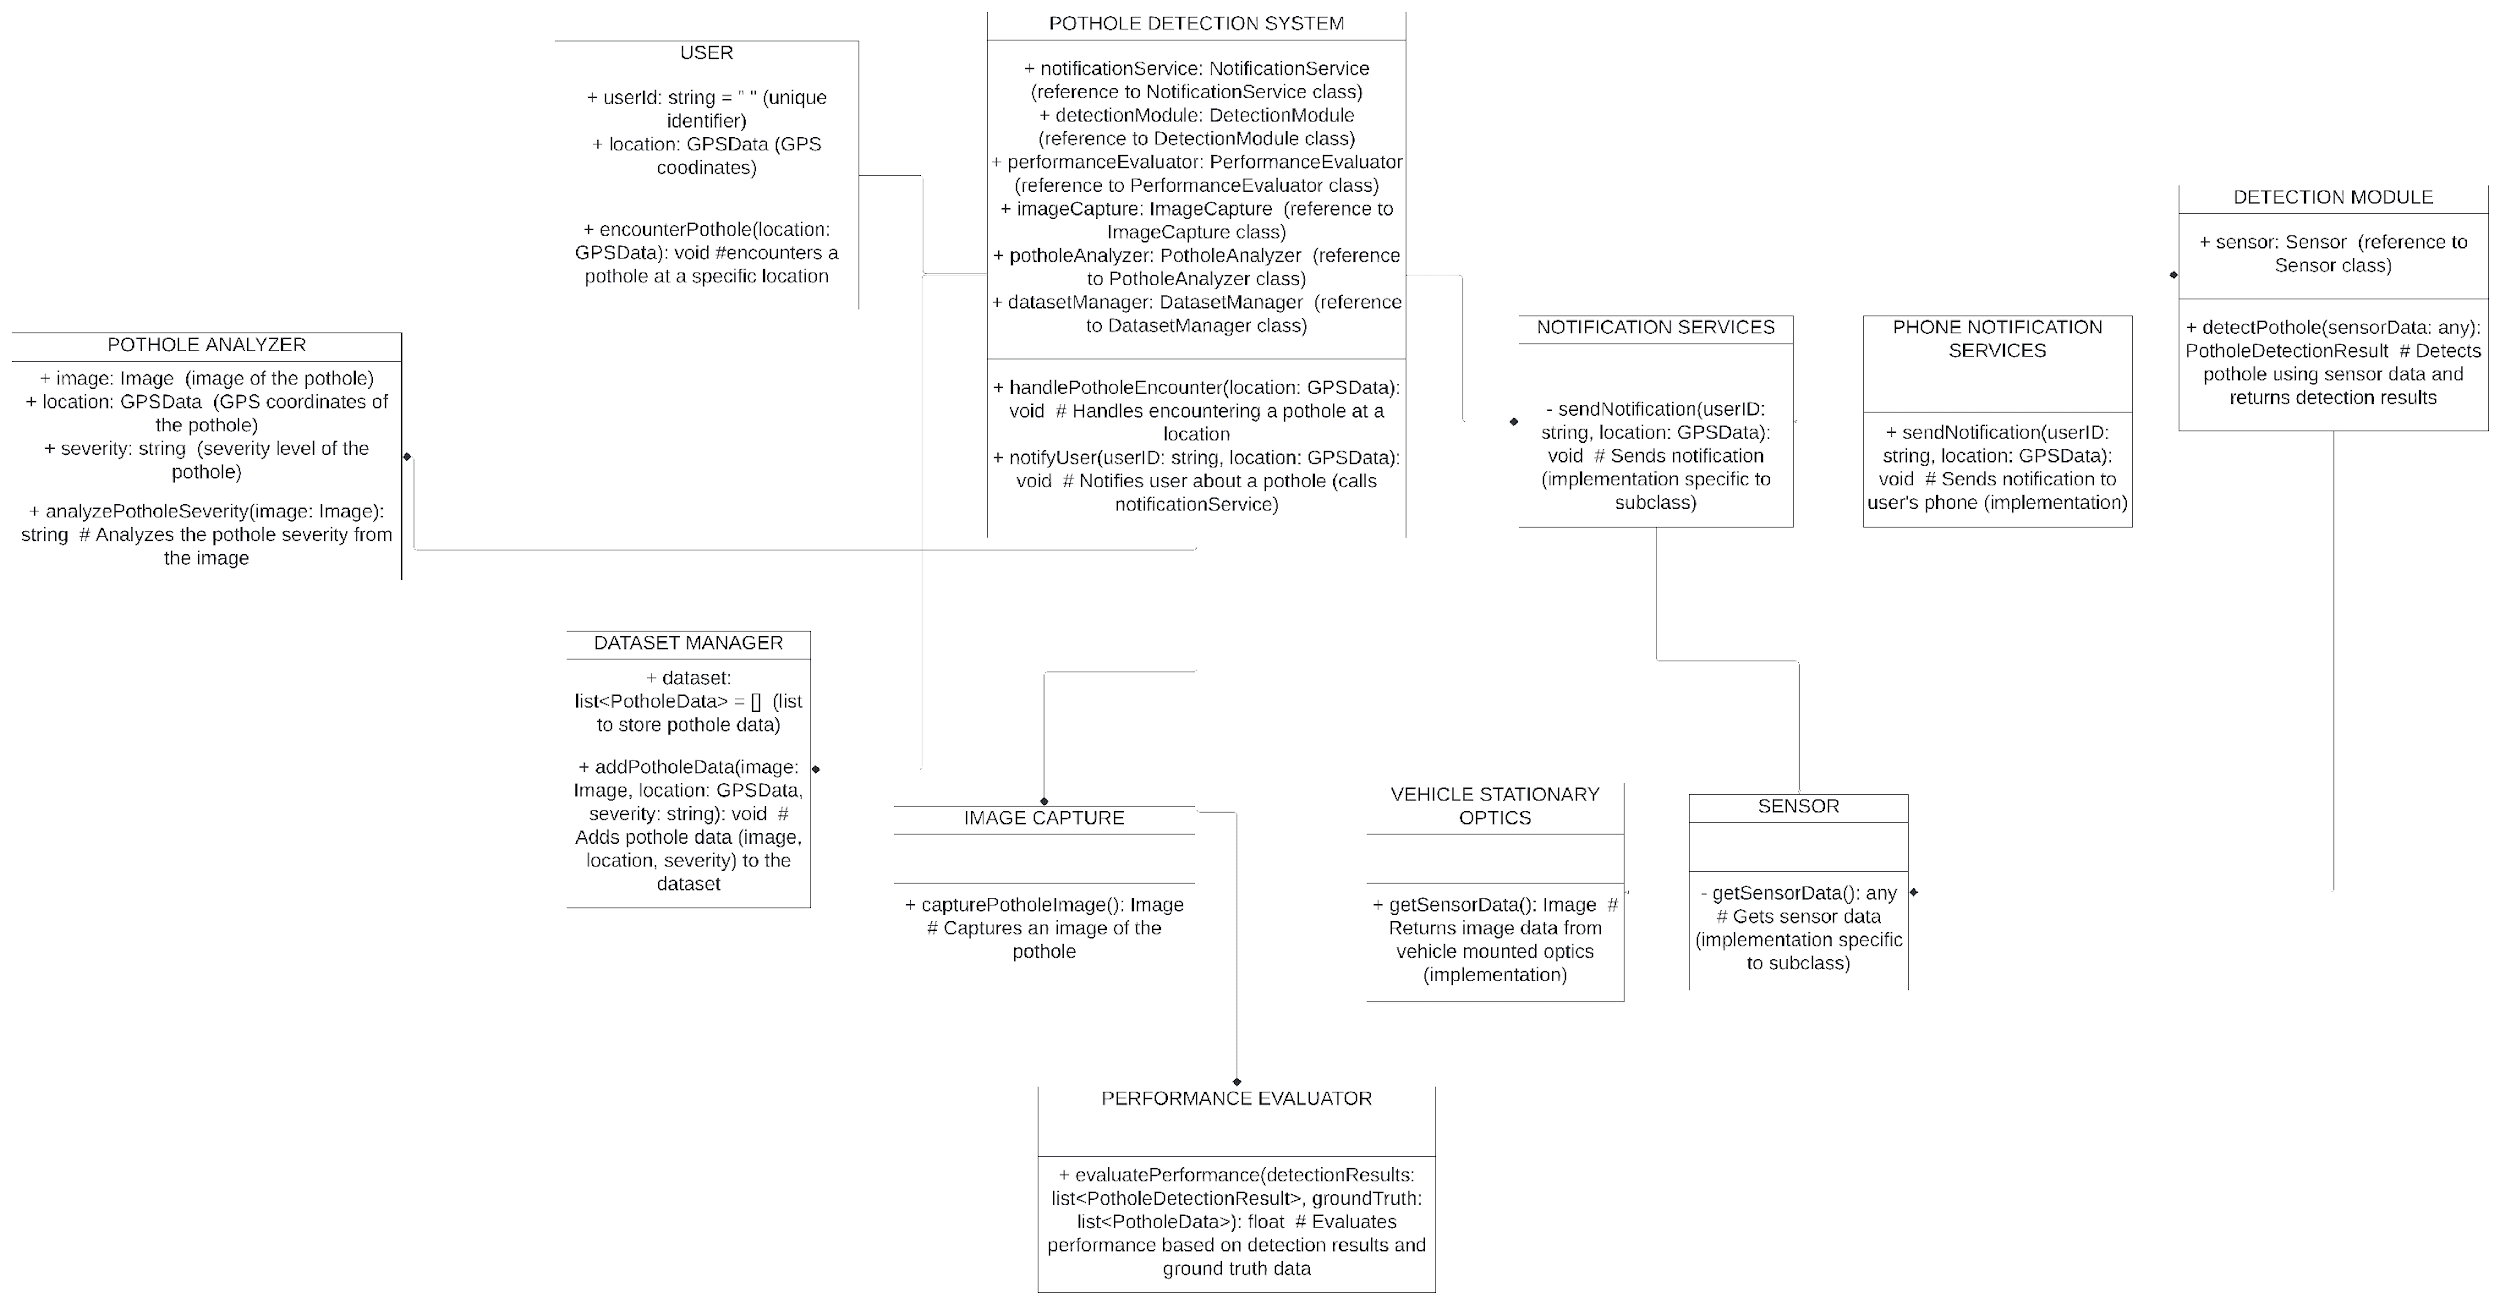 POTHOLE DETECTION SYSTEM
+ notificationService: NotificationService
(reference to NotificationService class)
+ detectionModule: DetectionModule
(reference to DetectionModule class)
+ performanceEvaluator: PerformanceEvaluator
(reference to PerformanceEvaluator class)
+ imageCapture: ImageCapture (reference to
ImageCapture class)
+ potholeAnalyzer: PotholeAnalyzer (reference
to PotholeAnalyzer class)
+ datasetManager: DatasetManager (reference
to DatasetManager class)
+ handlePotholeEncounter(location: GPSData):
void # Handles encountering a pothole at a
location
+ notifyUser(userID: string, location: GPSData):
void # Notifies user about a pothole (calls
notificationService)
USER
+ userId: string = " " (unique
identifier)
+ location: GPSData (GPS
coodinates)
+ encounterPothole(location:
GPSData): void #encounters a
pothole at a specific location
DETECTION MODULE
+ sensor: Sensor (reference to
Sensor class)
+ detectPothole(sensorData: any):
PotholeDetectionResult # Detects
pothole using sensor data and
returns detection results
NOTIFICATION SERVICES
- sendNotification(userID:
string, location: GPSData):
void # Sends notification
(implementation specific to
subclass)
PHONE NOTIFICATION
SERVICES
+ sendNotification(userID:
string, location: GPSData):
void # Sends notification to
user's phone (implementation)
POTHOLE ANALYZER
+ image: Image (image of the pothole)
+ location: GPSData (GPS coordinates of
the pothole)
+ severity: string (severity level of the
pothole)
+ analyzePotholeSeverity(image: Image):
string # Analyzes the pothole severity from
the image
DATASET MANAGER
+ dataset:
list<PotholeData> = [] (list
to store pothole data)
+ addPotholeData(image:
Image, location: GPSData,
severity: string): void #
Adds pothole data (image,
location, severity) to the
dataset
IMAGE CAPTURE
+ capturePotholeImage(): Image
# Captures an image of the
pothole
VEHICLE STATIONARY
OPTICS
+ getSensorData(): Image #
Returns image data from
vehicle mounted optics
(implementation)
SENSOR
- getSensorData(): any
# Gets sensor data
(implementation specific
to subclass)
PERFORMANCE EVALUATOR
+ evaluatePerformance(detectionResults:
list<PotholeDetectionResult>, groundTruth:
list<PotholeData>): float # Evaluates
performance based on detection results and
ground truth data